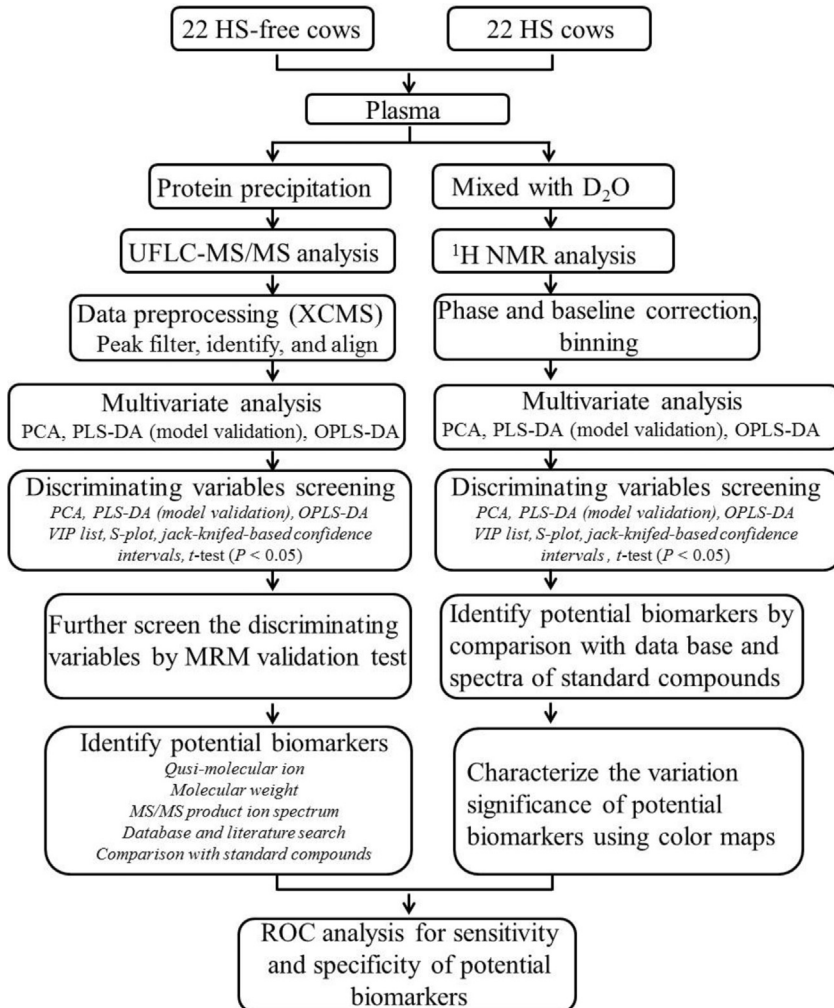 22 HS-free cows
22 HS cows
Plasma
Protein precipitation
Mixed with D₂O
UFLC-MS/MS analysis
¹H NMR analysis
Data preprocessing (XCMS)
Peak filter, identify, and align
Phase and baseline correction,
binning
Multivariate analysis
PCA, PLS-DA (model validation), OPLS-DA
Multivariate analysis
PCA, PLS-DA (model validation), OPLS-DA
Discriminating variables screening
PCA, PLS-DA (model validation), OPLS-DA
VIP list, S-plot, jack-knifed-based confidence
intervals, t-test (P < 0.05)
Discriminating variables screening
PCA, PLS-DA (model validation), OPLS-DA
VIP list, S-plot, jack-knifed-based confidence
intervals , t-test (P < 0.05)
Further screen the discriminating
variables by MRM validation test
Identify potential biomarkers by
comparison with data base and
spectra of standard compounds
Identify potential biomarkers
Qusi-molecular ion
Molecular weight
MS/MS product ion spectrum
Database and literature search
Comparison with standard compounds
Characterize the variation
significance of potential
biomarkers using color maps
ROC analysis for sensitivity
and specificity of potential
biomarkers